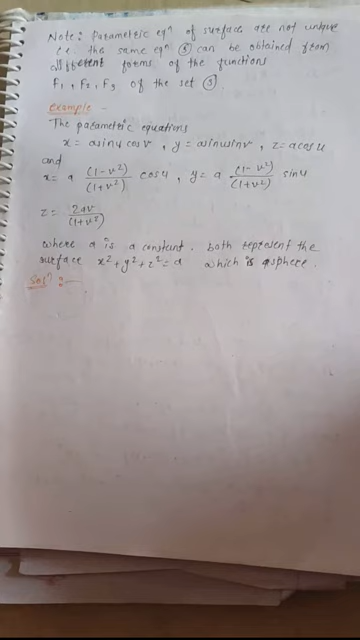 Note: Parametric eqⁿ of surface are not unique
i.e. the same eqⁿ ③ can be obtained from
different forms of the functions
F₁, F₂, F₃ of the set ③.
Example -
The parametric equations
x = a sinu cosv, y = a sinu sinv, z = a cosu
and
x = a (1-v²)/(1+v²) cosu, y = a (1-v²)/(1+v²) sinu
z = 2av/(1+v²)
where a is a constant. both represent the
surface x² + y² + z² = a which is a sphere.
Solⁿ :-